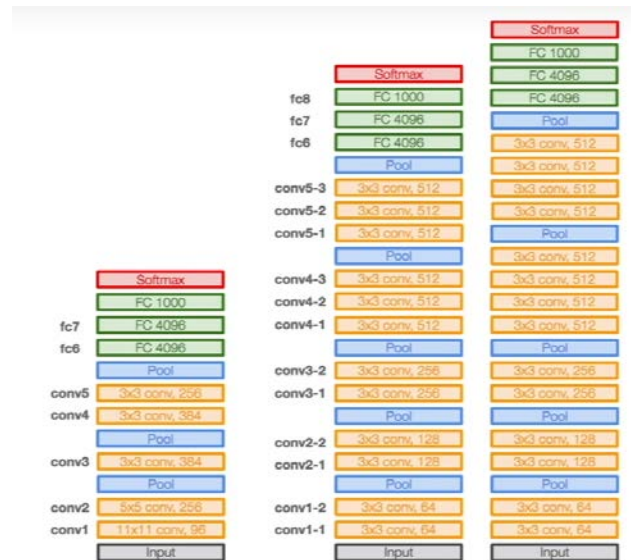 Softmax
FC 1000
fc7 FC 4096
fc6 FC 4096
Pool
conv5 3x3 conv, 256
conv4 3x3 conv, 384
Pool
conv3 3x3 conv, 384
Pool
conv2 5x5 conv, 256
conv1 11x11 conv, 96
Input
Softmax
fc8 FC 1000
fc7 FC 4096
fc6 FC 4096
Pool
conv5-3 3x3 conv, 512
conv5-2 3x3 conv, 512
conv5-1 3x3 conv, 512
Pool
conv4-3 3x3 conv, 512
conv4-2 3x3 conv, 512
conv4-1 3x3 conv, 512
Pool
conv3-2 3x3 conv, 256
conv3-1 3x3 conv, 256
Pool
conv2-2 3x3 conv, 128
conv2-1 3x3 conv, 128
Pool
conv1-2 3x3 conv, 64
conv1-1 3x3 conv, 64
Input
Softmax
FC 1000
FC 4096
FC 4096
Pool
3x3 conv, 512
3x3 conv, 512
3x3 conv, 512
3x3 conv, 512
Pool
3x3 conv, 512
3x3 conv, 512
3x3 conv, 512
3x3 conv, 512
Pool
3x3 conv, 256
3x3 conv, 256
Pool
3x3 conv, 128
3x3 conv, 128
Pool
3x3 conv, 64
3x3 conv, 64
Input